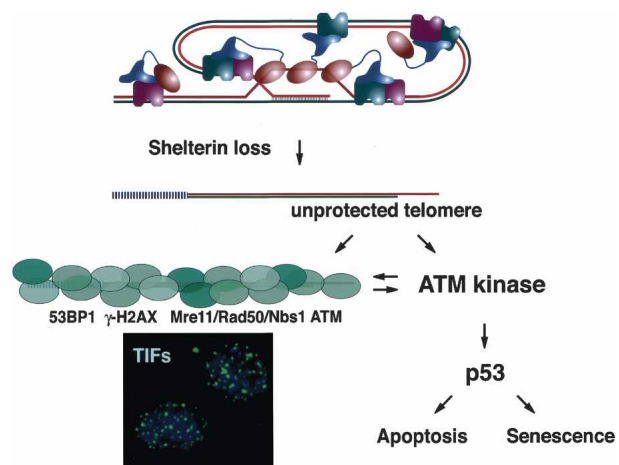 Shelterin loss
unprotected telomere
ATM kinase
53BP1 γ-H2AX Mre11/Rad50/Nbs1 ATM
TIFs
p53
Apoptosis Senescence